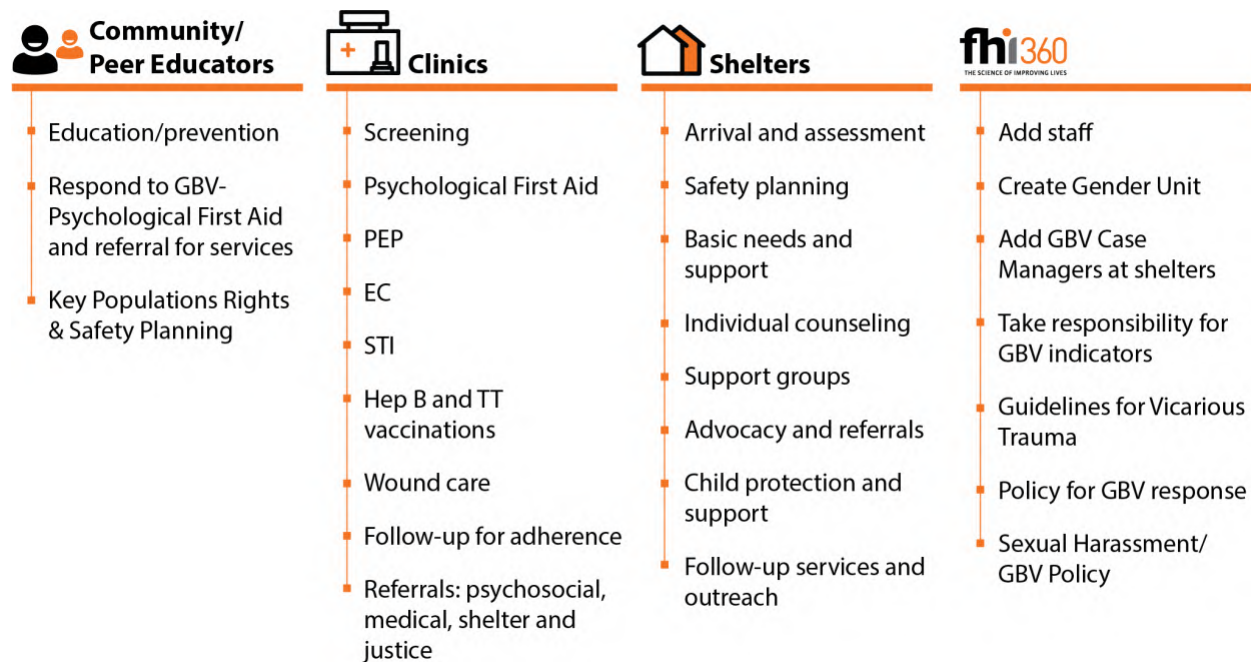 Community/
Peer Educators
Education/prevention
Respond to GBV-
Psychological First Aid
and referral for services
Key Populations Rights
& Safety Planning
Clinics
Screening
Psychological First Aid
PEP
EC
STI
Hep B and TT
vaccinations
Wound care
Follow-up for adherence
Referrals: psychosocial,
medical, shelter and
justice
Shelters
Arrival and assessment
Safety planning
Basic needs and
support
Individual counseling
Support groups
Advocacy and referrals
Child protection and
support
Follow-up services and
outreach
fhi360
THE SCIENCE OF IMPROVING LIVES
Add staff
Create Gender Unit
Add GBV Case
Managers at shelters
Take responsibility for
GBV indicators
Guidelines for Vicarious
Trauma
Policy for GBV response
Sexual Harassment/
GBV Policy